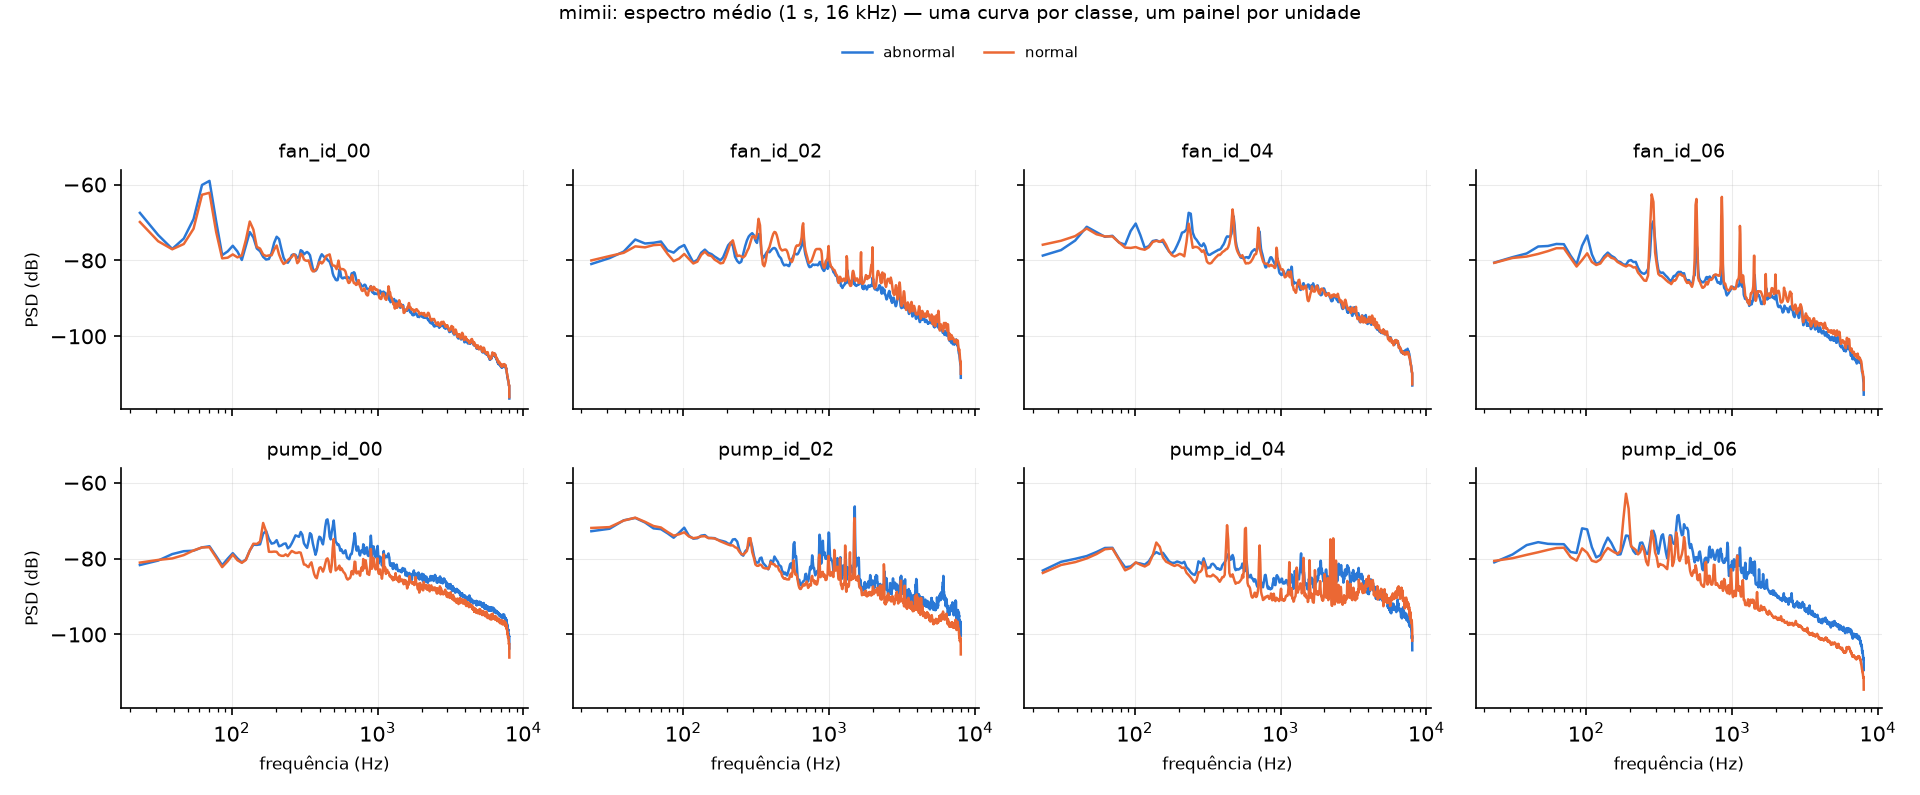 mimii: espectro médio (1 s, 16 kHz) — uma curva por classe, um painel por unidade
abnormal normal
fan_id_00 fan_id_02 fan_id_04 fan_id_06
−60
−80
−100
PSD (dB)
pump_id_00 pump_id_02 pump_id_04 pump_id_06
−60
−80
−100
PSD (dB)
10² 10³ 10⁴ 10² 10³ 10⁴ 10² 10³ 10⁴ 10² 10³ 10⁴
frequência (Hz) frequência (Hz) frequência (Hz) frequência (Hz)